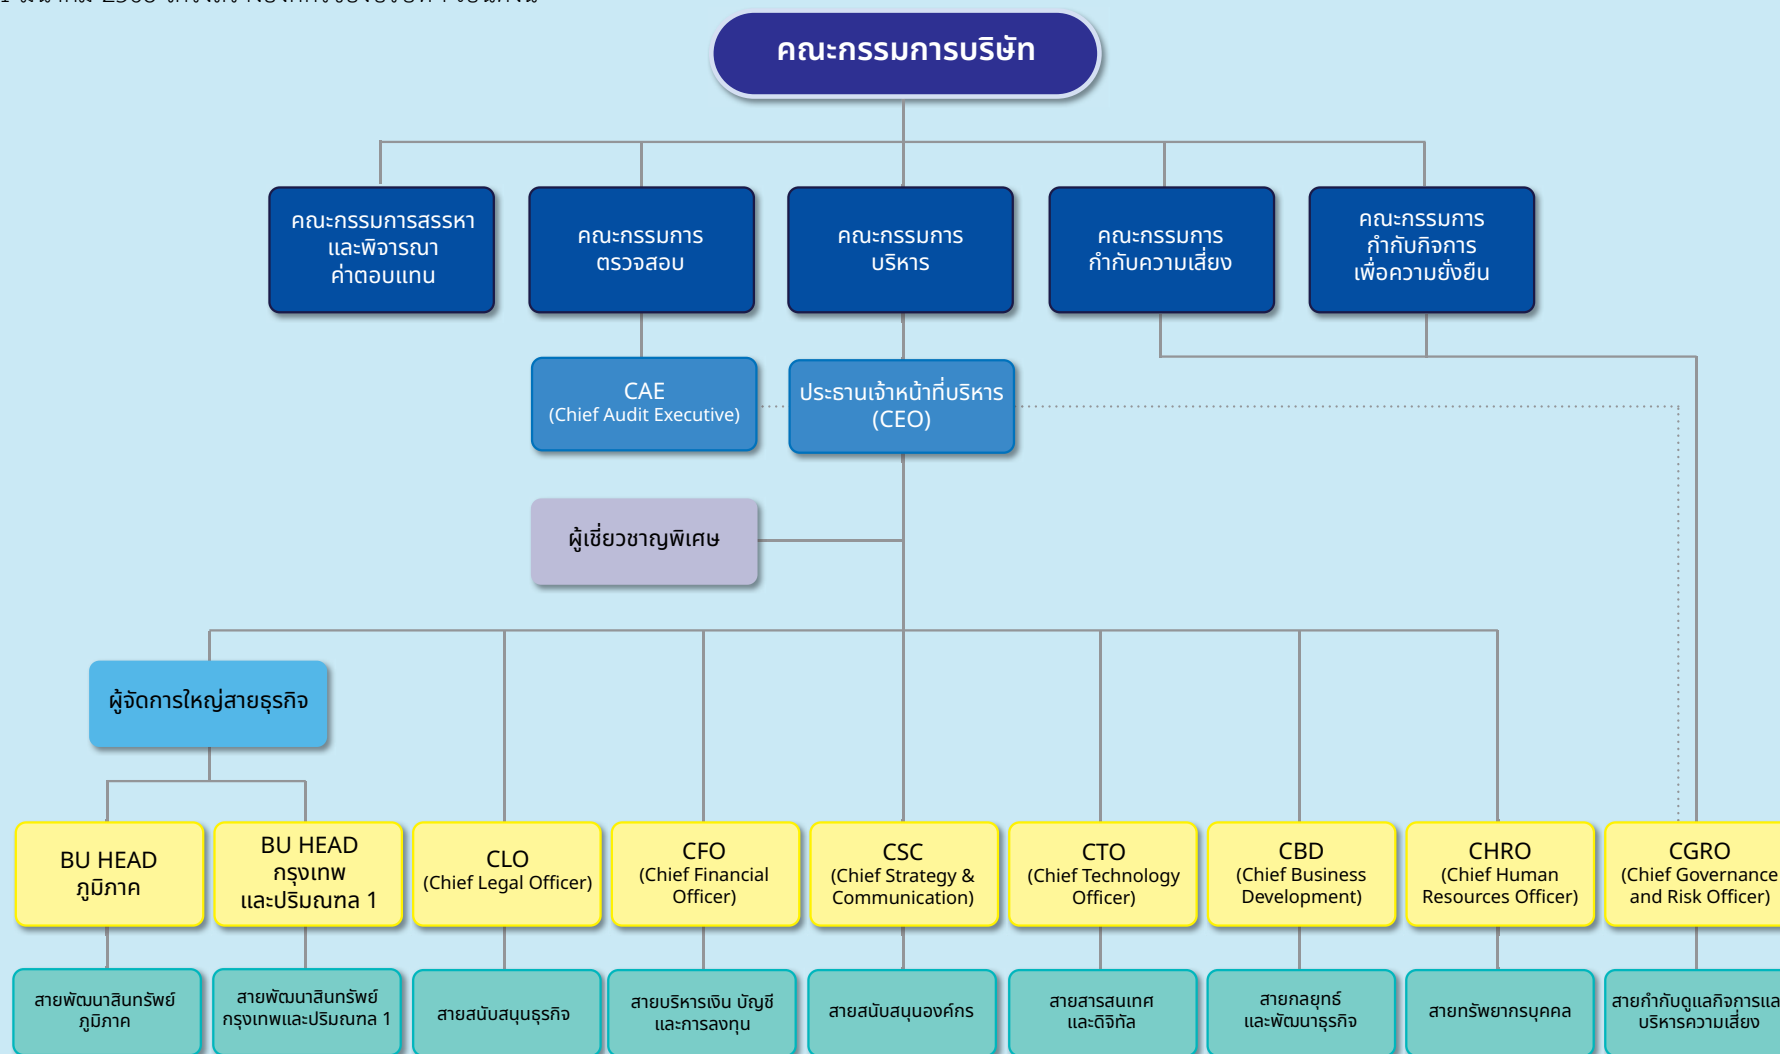 คณะกรรมการบริษัท
คณะกรรมการสรรหา
และพิจารณา
ค่าตอบแทน
คณะกรรมการ
ตรวจสอบ
คณะกรรมการ
บริหาร
คณะกรรมการ
กำกับความเสี่ยง
คณะกรรมการ
กำกับกิจการ
เพื่อความยั่งยืน
CAE
(Chief Audit Executive)
ประธานเจ้าหน้าที่บริหาร
(CEO)
ผู้เชี่ยวชาญพิเศษ
ผู้จัดการใหญ่สายธุรกิจ
BU HEAD
ภูมิภาค
BU HEAD
กรุงเทพ
และปริมณฑล 1
CLO
(Chief Legal Officer)
CFO
(Chief Financial
Officer)
CSC
(Chief Strategy &
Communication)
CTO
(Chief Technology
Officer)
CBD
(Chief Business
Development)
CHRO
(Chief Human
Resources Officer)
CGRO
(Chief Governance
and Risk Officer)
สายพัฒนาสินทรัพย์
ภูมิภาค
สายพัฒนาสินทรัพย์
กรุงเทพและปริมณฑล 1
สายสนับสนุนธุรกิจ
สายบริหารเงิน บัญชี
และการลงทุน
สายสนับสนุนองค์กร
สายสารสนเทศ
และดิจิทัล
สายกลยุทธ์
และพัฒนาธุรกิจ
สายทรัพยากรบุคคล
สายกำกับดูแลกิจการแล
บริหารความเสี่ยง